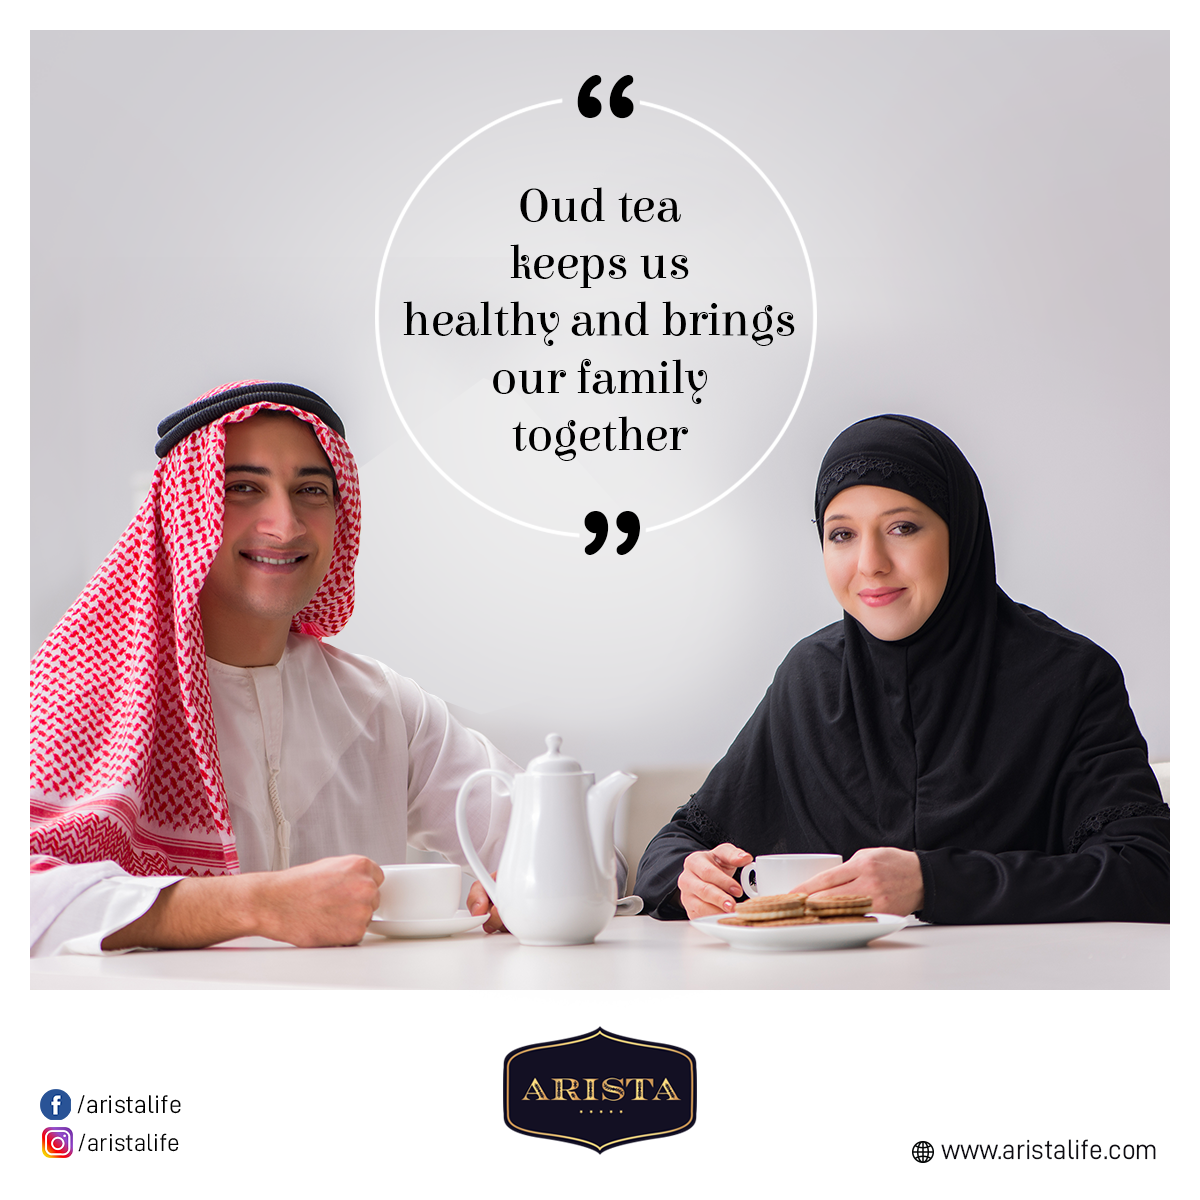 “
Oud tea
keeps us
healthy and brings
our family
together
”
ARISTA
/aristalife
/aristalife
www.aristalife.com